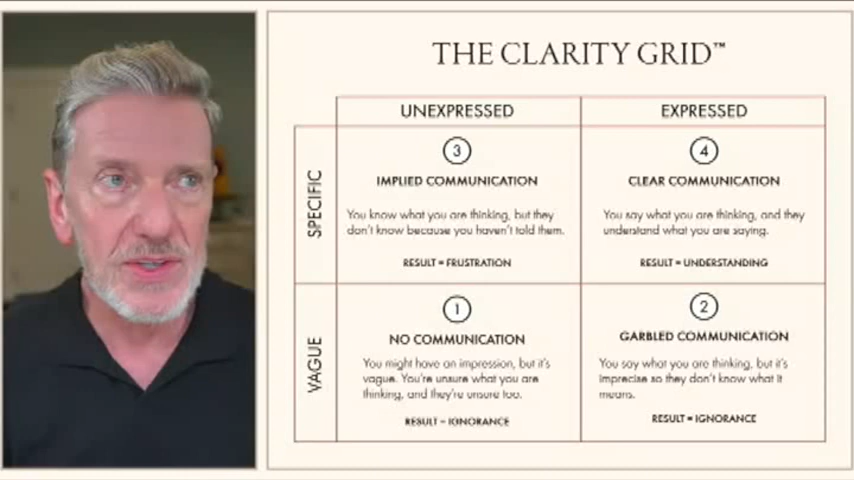 THE CLARITY GRID™
UNEXPRESSED
EXPRESSED
SPECIFIC
3
IMPLIED COMMUNICATION
You know what you are thinking, but they
don't know because you haven't told them.
RESULT = FRUSTRATION
4
CLEAR COMMUNICATION
You say what you are thinking, and they
understand what you are saying.
RESULT = UNDERSTANDING
VAGUE
1
NO COMMUNICATION
You might have an impression, but it's
vague. You're unsure what you are
thinking, and they're unsure too.
RESULT = IGNORANCE
2
GARBLED COMMUNICATION
You say what you are thinking, but it's
imprecise so they don't know what it
means.
RESULT = IGNORANCE